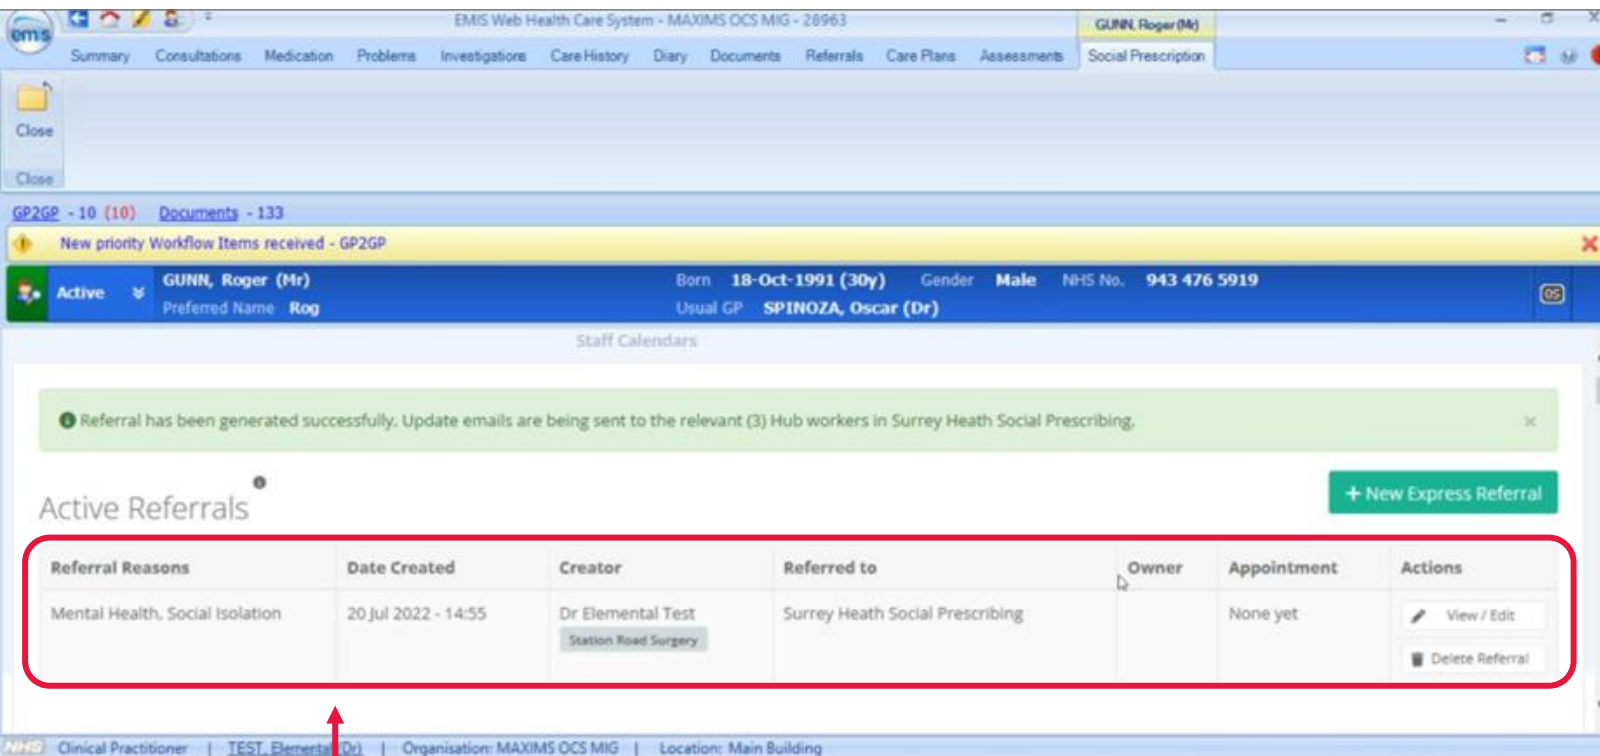 EMIS Web Health Care System - MAXIMS OCS MIG - 28963
GUNN, Roger (Mr)
emis
Summary Consultations Medication Problems Investigations Care History Diary Documents Referrals Care Plans Assessments Social Prescription
Close
Close
GP2GP - 10 (10) Documents - 133
New priority Workflow Items received - GP2GP
Active GUNN, Roger (Mr) Born 18-Oct-1991 (30y) Gender Male NHS No. 943 476 5919
Preferred Name Rog Usual GP SPINOZA, Oscar (Dr)
OS
Staff Calendars
Referral has been generated successfully. Update emails are being sent to the relevant (3) Hub workers in Surrey Heath Social Prescribing.
+ New Express Referral
Active Referrals
Referral Reasons Date Created Creator Referred to Owner Appointment Actions
Mental Health, Social Isolation 20 Jul 2022 - 14:55 Dr Elemental Test Surrey Heath Social Prescribing None yet View / Edit
Station Road Surgery
Delete Referral
NHS Clinical Practitioner | TEST, Elemental (Dr) | Organisation: MAXIMS OCS MIG | Location: Main Building